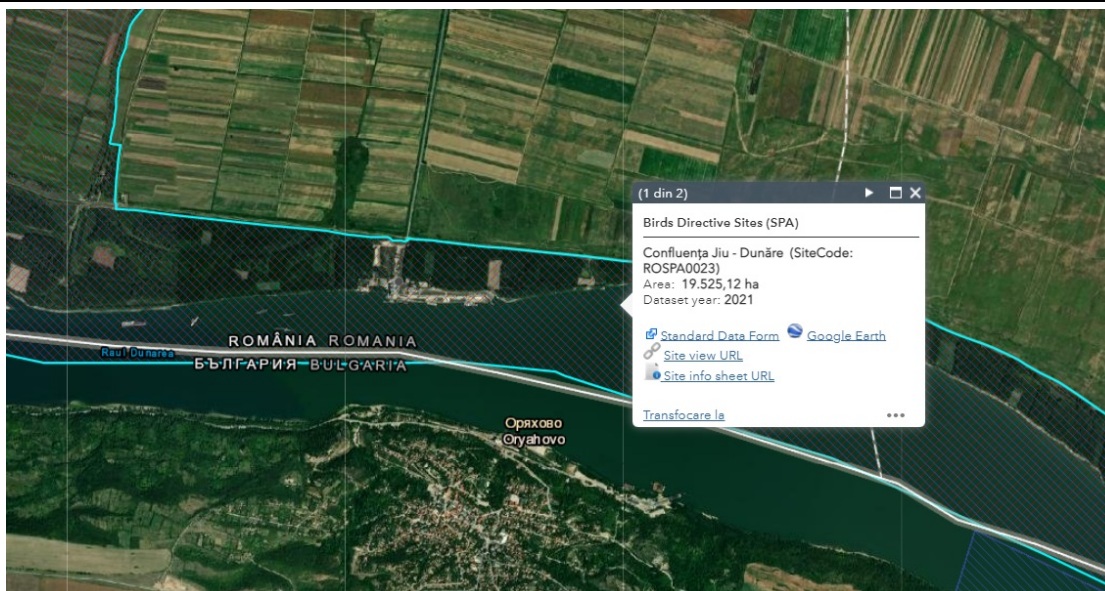 (1 din 2)
Birds Directive Sites (SPA)
Confluența Jiu - Dunăre (SiteCode:
ROSPA0023)
Area: 19.525,12 ha
Dataset year: 2021
Standard Data Form Google Earth
Site view URL
Site info sheet URL
Transfocare la
ROMÂNIA ROMANIA
Raul Dunarea
БЪЛГАРИЯ BULGARIA
Оряхово
Oryahovo